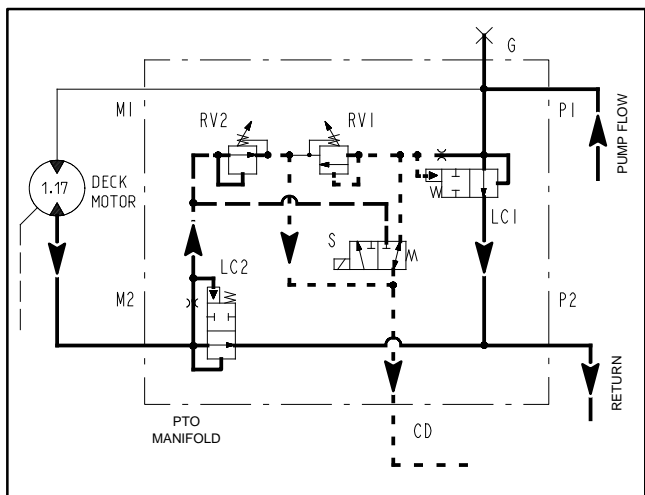 G
M1
RV2
RV1
P1
PUMP FLOW
1.17
DECK
MOTOR
LC1
S
LC2
M2
P2
RETURN
PTO
MANIFOLD
CD